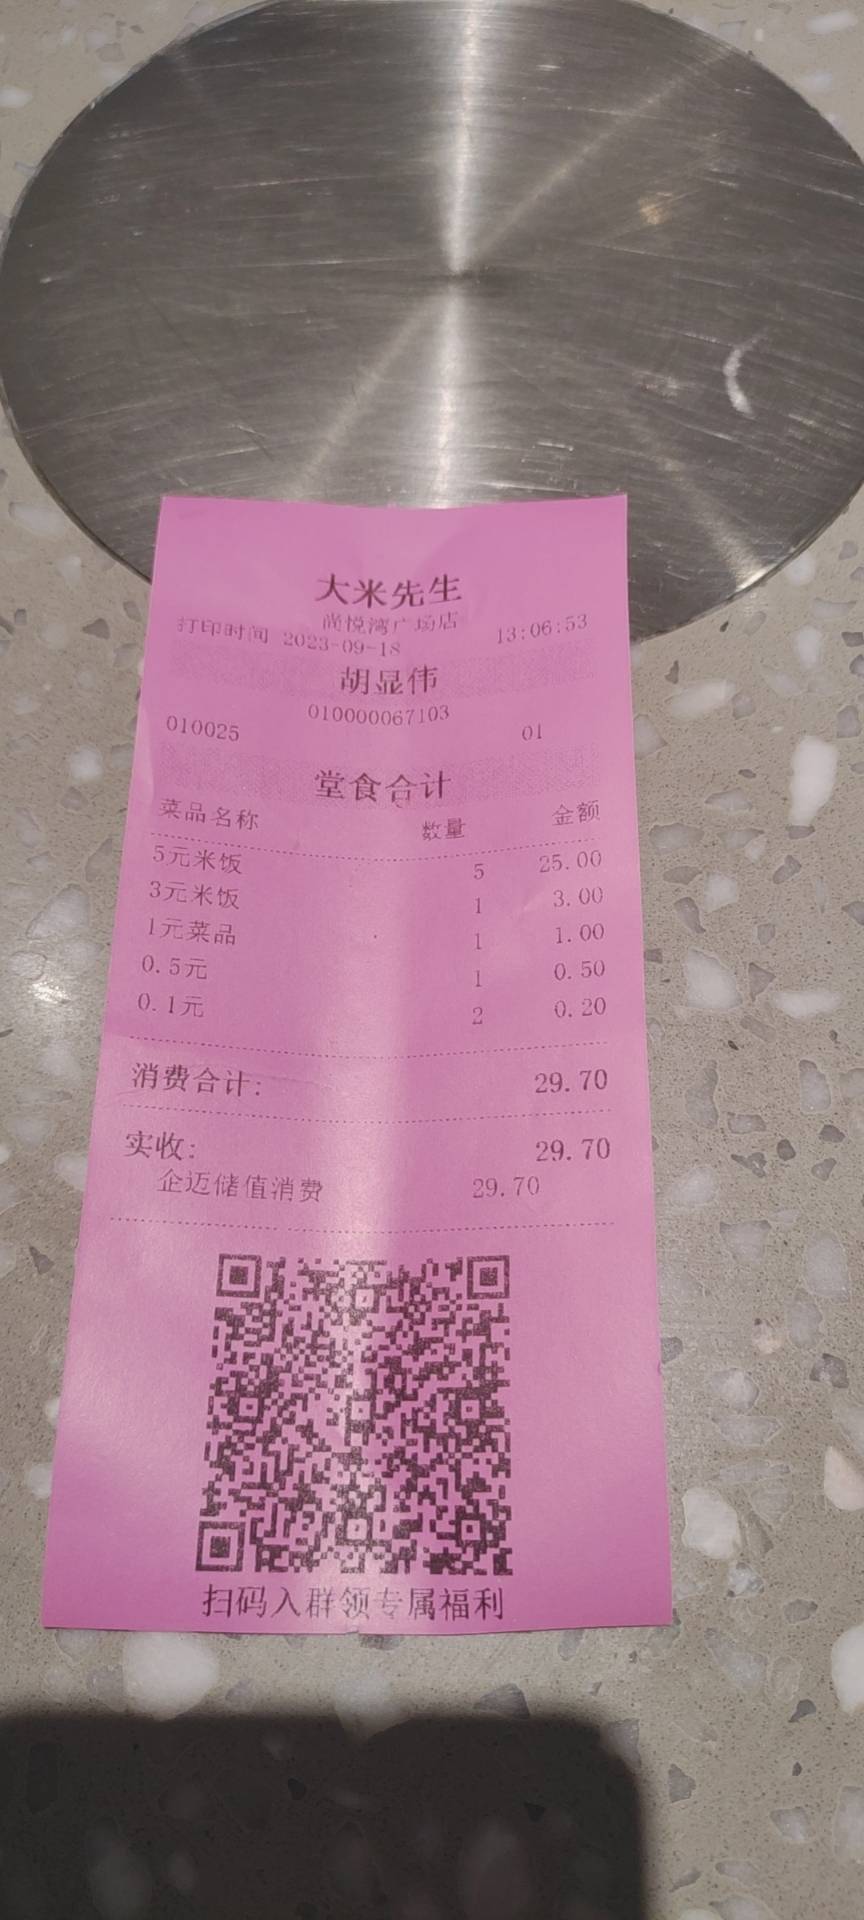 大米先生
尚悦湾广场店
打印时间 2023-09-18 13:06:53
胡显伟
010000067103
010025 01
堂食合计
菜品名称 数量 金额
5元米饭 5 25.00
3元米饭 1 3.00
1元菜品 1 1.00
0.5元 1 0.50
0.1元 2 0.20
消费合计: 29.70
实收: 29.70
企迈储值消费 29.70
扫码入群领专属福利